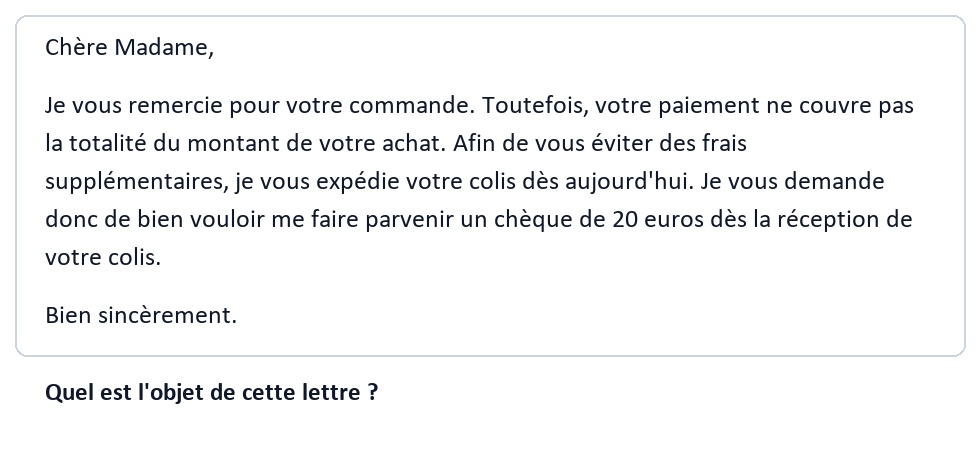 Chère Madame,
Je vous remercie pour votre commande. Toutefois, votre paiement ne couvre pas
la totalité du montant de votre achat. Afin de vous éviter des frais
supplémentaires, je vous expédie votre colis dès aujourd'hui. Je vous demande
donc de bien vouloir me faire parvenir un chèque de 20 euros dès la réception de
votre colis.
Bien sincèrement.
Quel est l'objet de cette lettre ?